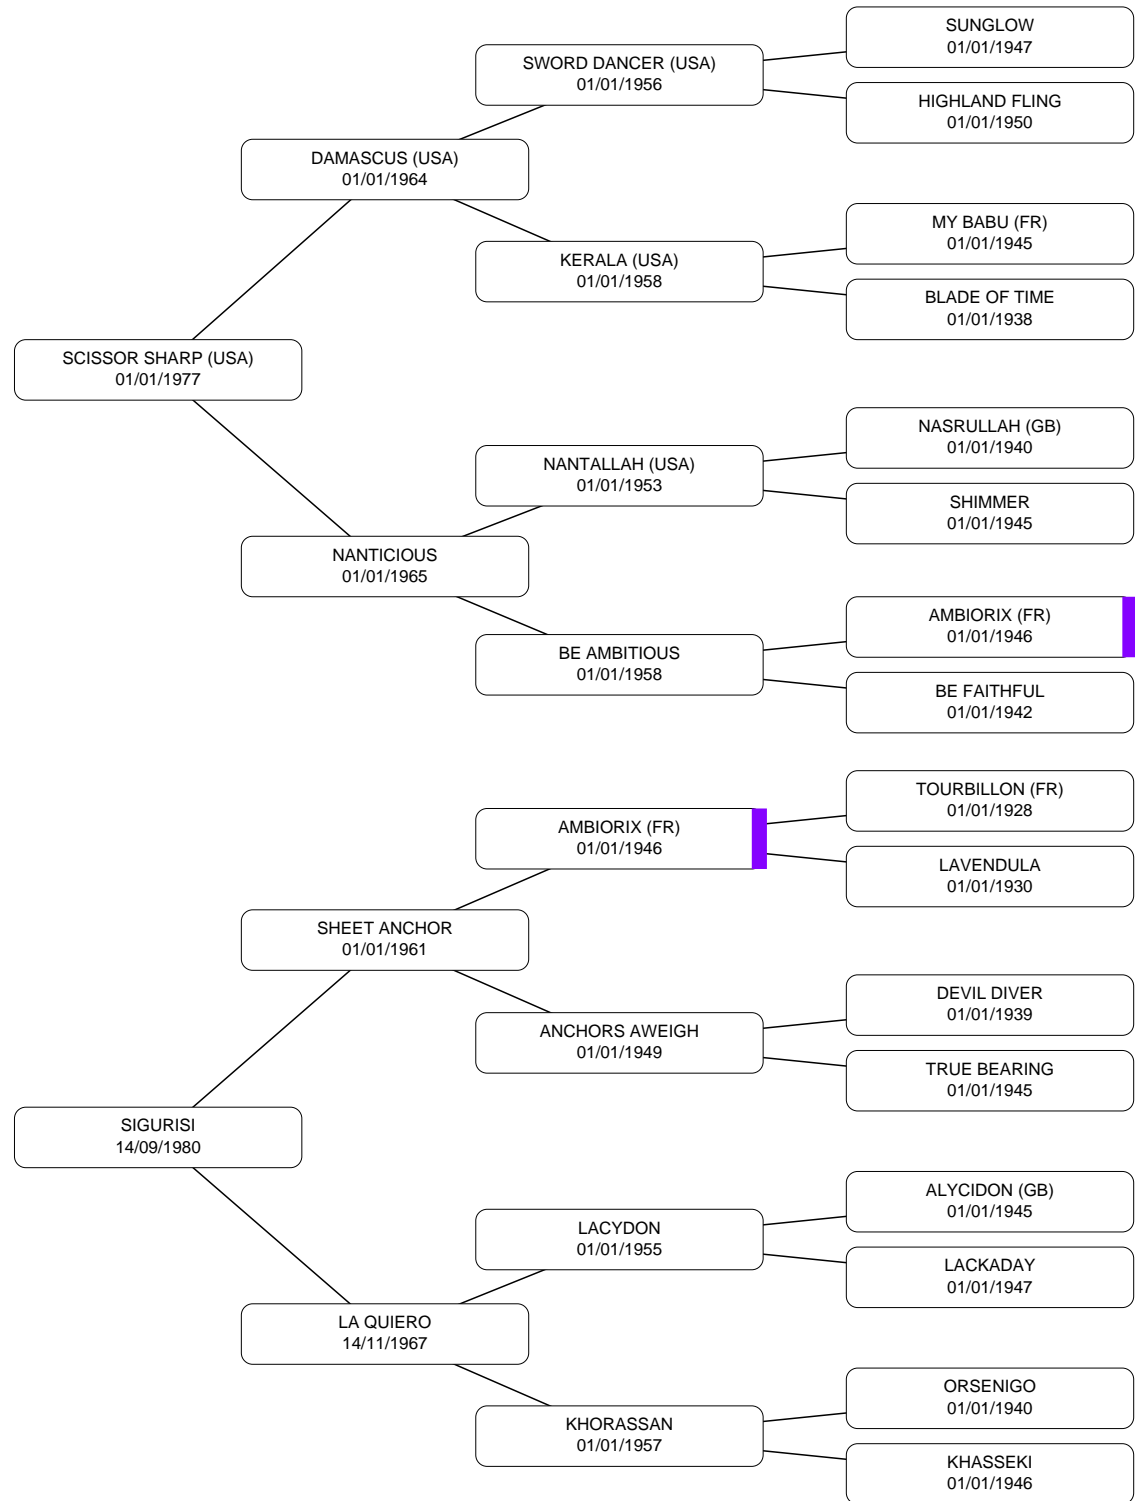 SUNGLOW
01/01/1947
SWORD DANCER (USA)
01/01/1956
HIGHLAND FLING
01/01/1950
DAMASCUS (USA)
01/01/1964
MY BABU (FR)
01/01/1945
KERALA (USA)
01/01/1958
BLADE OF TIME
01/01/1938
SCISSOR SHARP (USA)
01/01/1977
NASRULLAH (GB)
01/01/1940
NANTALLAH (USA)
01/01/1953
SHIMMER
01/01/1945
NANTICIOUS
01/01/1965
AMBIORIX (FR)
01/01/1946
BE AMBITIOUS
01/01/1958
BE FAITHFUL
01/01/1942
TOURBILLON (FR)
01/01/1928
AMBIORIX (FR)
01/01/1946
LAVENDULA
01/01/1930
SHEET ANCHOR
01/01/1961
DEVIL DIVER
01/01/1939
ANCHORS AWEIGH
01/01/1949
TRUE BEARING
01/01/1945
SIGURISI
14/09/1980
ALYCIDON (GB)
01/01/1945
LACYDON
01/01/1955
LACKADAY
01/01/1947
LA QUIERO
14/11/1967
ORSENIGO
01/01/1940
KHORASSAN
01/01/1957
KHASSEKI
01/01/1946